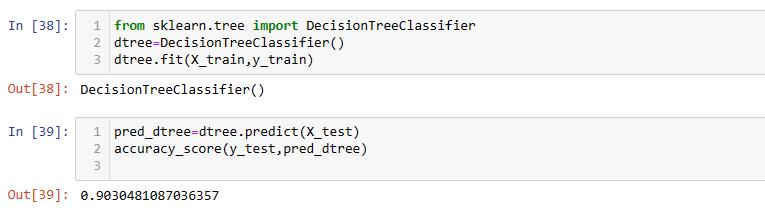 In [38]: 1 from sklearn.tree import DecisionTreeClassifier
2 dtree=DecisionTreeClassifier()
3 dtree.fit(X_train,y_train)
Out[38]: DecisionTreeClassifier()
In [39]: 1 pred_dtree=dtree.predict(X_test)
2 accuracy_score(y_test,pred_dtree)
3
Out[39]: 0.9030481087036357